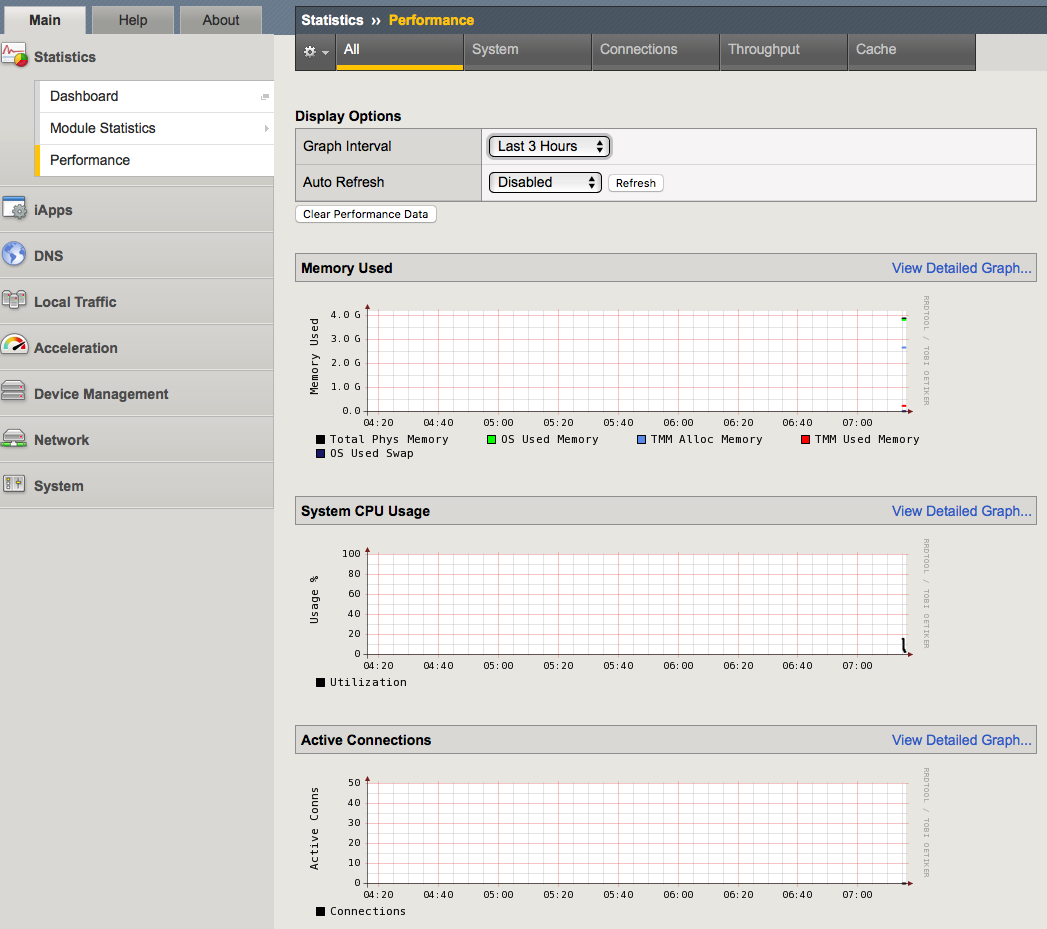 Main Help About
Statistics
Dashboard
Module Statistics
Performance
iApps
DNS
Local Traffic
Acceleration
Device Management
Network
System
Statistics ›› Performance
All System Connections Throughput Cache
Display Options
Graph Interval Last 3 Hours
Auto Refresh Disabled Refresh
Clear Performance Data
Memory Used View Detailed Graph...
Memory Used
4.0 G
3.0 G
2.0 G
1.0 G
0.0
04:20 04:40 05:00 05:20 05:40 06:00 06:20 06:40 07:00
RRDTOOL / TOBI OETIKER
Total Phys Memory OS Used Memory TMM Alloc Memory TMM Used Memory
OS Used Swap
System CPU Usage View Detailed Graph...
Usage %
100
80
60
40
20
0
04:20 04:40 05:00 05:20 05:40 06:00 06:20 06:40 07:00
RRDTOOL / TOBI OETIKER
Utilization
Active Connections View Detailed Graph...
Active Conns
50
40
30
20
10
0
04:20 04:40 05:00 05:20 05:40 06:00 06:20 06:40 07:00
RRDTOOL / TOBI OETIKER
Connections